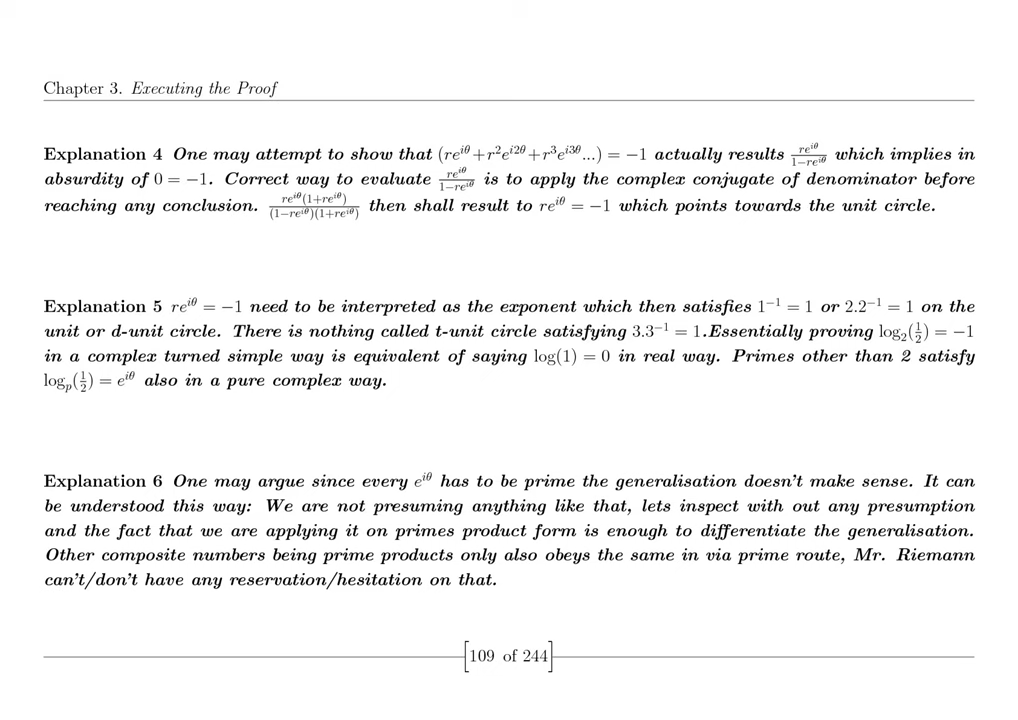 Chapter 3. Executing the Proof
Explanation 4 One may attempt to show that (re^{iθ}+r^2e^{i2θ}+r^3e^{i3θ}...) = −1 actually results \frac{re^{iθ}}{1−re^{iθ}} which implies in
absurdity of 0 = −1. Correct way to evaluate \frac{re^{iθ}}{1−re^{iθ}} is to apply the complex conjugate of denominator before
reaching any conclusion. \frac{re^{iθ}(1+re^{iθ})}{(1−re^{iθ})(1+re^{iθ})} then shall result to re^{iθ} = −1 which points towards the unit circle.
Explanation 5 re^{iθ} = −1 need to be interpreted as the exponent which then satisfies 1^{−1} = 1 or 2.2^{−1} = 1 on the
unit or d-unit circle. There is nothing called t-unit circle satisfying 3.3^{−1} = 1.Essentially proving log_2(\frac{1}{2}) = −1
in a complex turned simple way is equivalent of saying log(1) = 0 in real way. Primes other than 2 satisfy
log_p(\frac{1}{2}) = e^{iθ} also in a pure complex way.
Explanation 6 One may argue since every e^{iθ} has to be prime the generalisation doesn't make sense. It can
be understood this way: We are not presuming anything like that, lets inspect with out any presumption
and the fact that we are applying it on primes product form is enough to differentiate the generalisation.
Other composite numbers being prime products only also obeys the same in via prime route, Mr. Riemann
can't/don't have any reservation/hesitation on that.
[109 of 244]